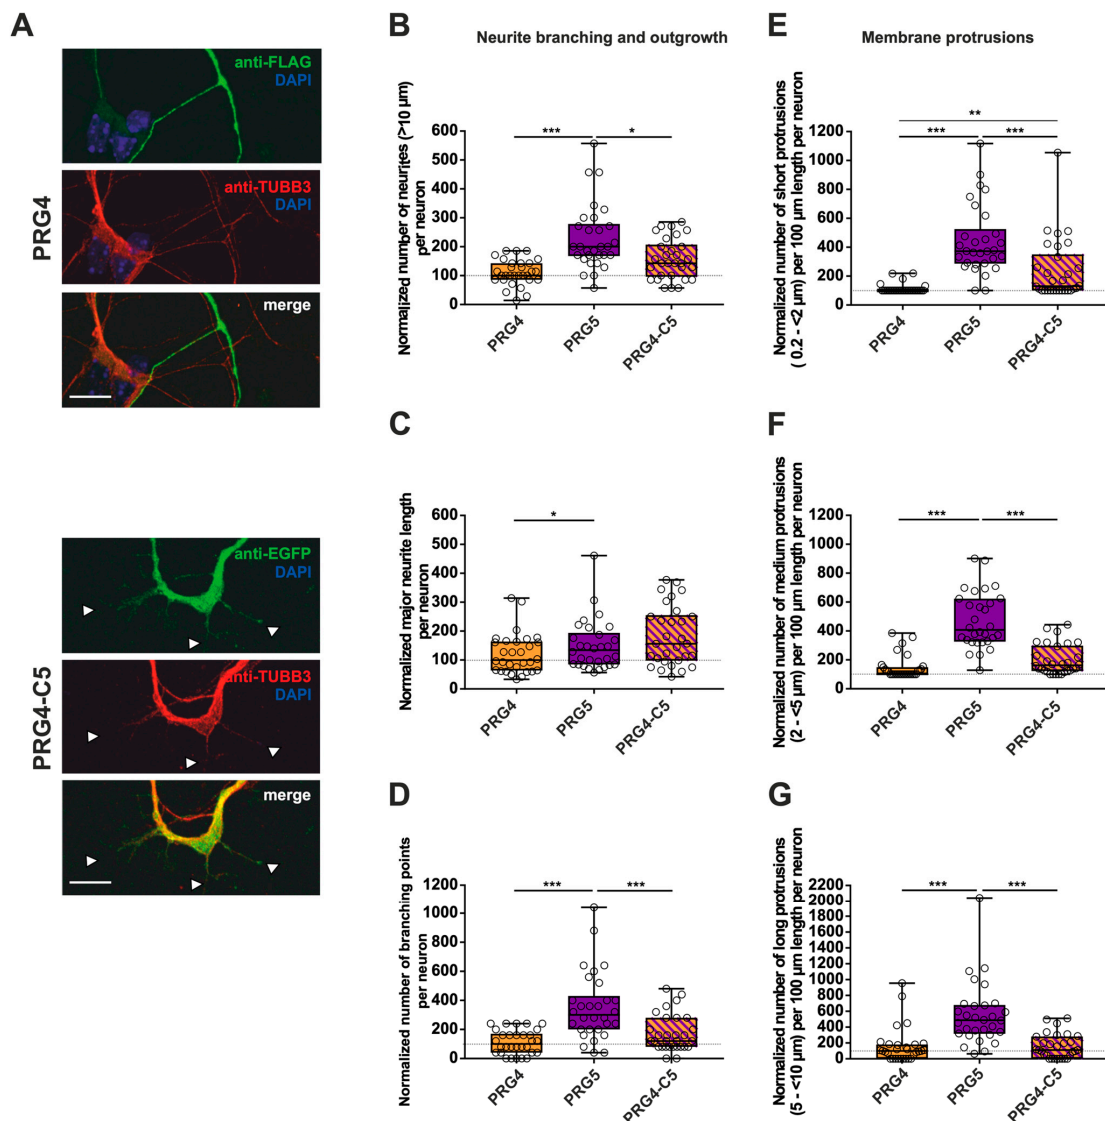 A
PRG4
anti-FLAG
DAPI
anti-TUBB3
DAPI
merge
PRG4-C5
anti-EGFP
DAPI
anti-TUBB3
DAPI
merge
B
Neurite branching and outgrowth
Normalized number of neurites (>10 µm)
per neuron
600
500
400
300
200
100
0
***
*
PRG4
PRG5
PRG4-C5
C
Normalized major neurite length
per neuron
600
500
400
300
200
100
0
*
PRG4
PRG5
PRG4-C5
D
Normalized number of branching points
per neuron
1200
1000
800
600
400
200
0
***
***
PRG4
PRG5
PRG4-C5
E
Membrane protrusions
Normalized number of short protrusions
( 0.2 - <2 µm) per 100 µm length per neuron
1200
1000
800
600
400
200
0
**
***
***
PRG4
PRG5
PRG4-C5
F
Normalized number of medium protrusions
(2 - <5 µm) per 100 µm length per neuron
1200
1000
800
600
400
200
0
***
***
PRG4
PRG5
PRG4-C5
G
Normalized number of long protrusions
(5 - <10 µm) per 100 µm length per neuron
2200
2000
1800
1600
1400
1200
1000
800
600
400
200
0
***
***
PRG4
PRG5
PRG4-C5